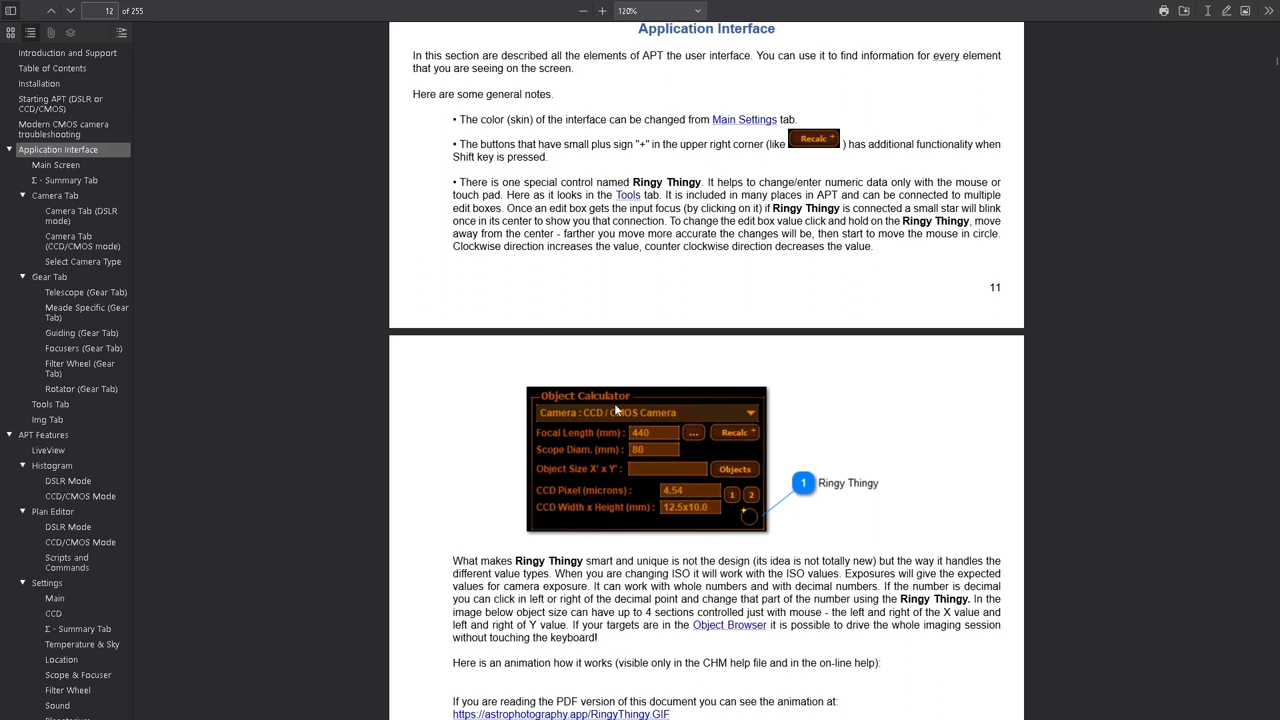 12 of 255
120%
Introduction and Support
Table of Contents
Installation
Starting APT (DSLR or
CCD/CMOS)
Modern CMOS camera
troubleshooting
Application Interface
Main Screen
Σ - Summary Tab
Camera Tab
Camera Tab (DSLR
mode)
Camera Tab
(CCD/CMOS mode)
Select Camera Type
Gear Tab
Telescope (Gear Tab)
Meade Specific (Gear
Tab)
Guiding (Gear Tab)
Focusers (Gear Tab)
Filter Wheel (Gear
Tab)
Rotator (Gear Tab)
Tools Tab
Img Tab
APT Features
LiveView
Histogram
DSLR Mode
CCD/CMOS Mode
Plan Editor
DSLR Mode
CCD/CMOS Mode
Scripts and
Commands
Settings
Main
CCD
Σ - Summary Tab
Temperature & Sky
Location
Scope & Focuser
Filter Wheel
Sound
Application Interface
In this section are described all the elements of APT the user interface. You can use it to find information for every element
that you are seeing on the screen.
Here are some general notes.
• The color (skin) of the interface can be changed from Main Settings tab.
• The buttons that have small plus sign "+" in the upper right corner (like Recalc + ) has additional functionality when
Shift key is pressed.
• There is one special control named Ringy Thingy. It helps to change/enter numeric data only with the mouse or
touch pad. Here as it looks in the Tools tab. It is included in many places in APT and can be connected to multiple
edit boxes. Once an edit box gets the input focus (by clicking on it) if Ringy Thingy is connected a small star will blink
once in its center to show you that connection. To change the edit box value click and hold on the Ringy Thingy, move
away from the center - farther you move more accurate the changes will be, then start to move the mouse in circle.
Clockwise direction increases the value, counter clockwise direction decreases the value.
11
Object Calculator
Camera : CCD / CMOS Camera
Focal Length (mm) : 440 ... Recalc +
Scope Diam. (mm) : 80
Object Size X' x Y' : Objects
CCD Pixel (microns) : 4.54 1 2
CCD Width x Height (mm) : 12.5x10.0
1 Ringy Thingy
What makes Ringy Thingy smart and unique is not the design (its idea is not totally new) but the way it handles the
different value types. When you are changing ISO it will work with the ISO values. Exposures will give the expected
values for camera exposure. It can work with whole numbers and with decimal numbers. If the number is decimal
you can click in left or right of the decimal point and change that part of the number using the Ringy Thingy. In the
image below object size can have up to 4 sections controlled just with mouse - the left and right of the X value and
left and right of Y value. If your targets are in the Object Browser it is possible to drive the whole imaging session
without touching the keyboard!
Here is an animation how it works (visible only in the CHM help file and in the on-line help):
If you are reading the PDF version of this document you can see the animation at:
https://astrophotography.app/RingyThingy.GIF